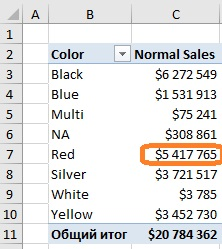 A B C
1
2 Color Normal Sales
3 Black $6 272 549
4 Blue $1 531 913
5 Multi $75 241
6 NA $308 861
7 Red $5 417 765
8 Silver $3 721 517
9 White $3 785
10 Yellow $3 452 730
11 Общий итог $20 784 362